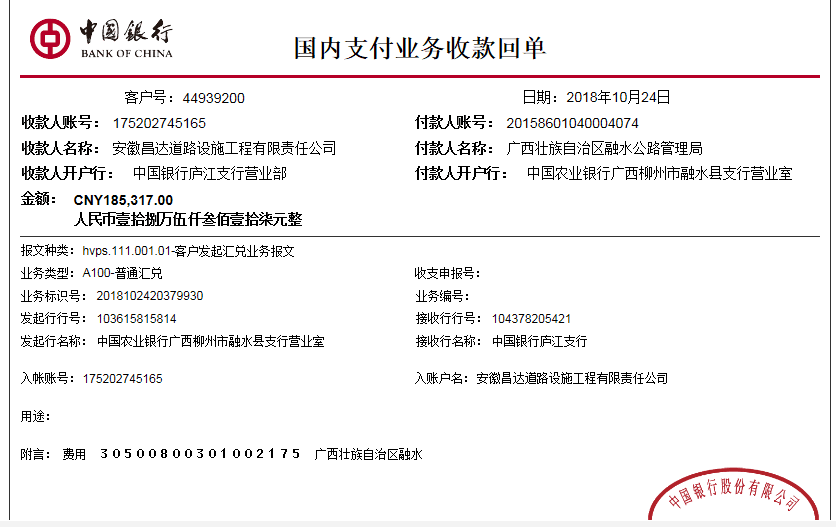 中国银行
BANK OF CHINA
国内支付业务收款回单
客户号：44939200 日期：2018年10月24日
收款人账号：175202745165 付款人账号：20158601040004074
收款人名称：安徽昌达道路设施工程有限责任公司 付款人名称：广西壮族自治区融水公路管理局
收款人开户行：中国银行庐江支行营业部 付款人开户行：中国农业银行广西柳州市融水县支行营业室
金额：CNY185,317.00
人民币壹拾捌万伍仟叁佰壹拾柒元整
报文种类：hvps.111.001.01-客户发起汇兑业务报文
业务类型：A100-普通汇兑 收支申报号：
业务标识号：2018102420379930 业务编号：
发起行行号：103615815814 接收行行号：104378205421
发起行名称：中国农业银行广西柳州市融水县支行营业室 接收行名称：中国银行庐江支行
入帐账号：175202745165 入账户名：安徽昌达道路设施工程有限责任公司
用途：
附言：费用 30500800301002175 广西壮族自治区融水
中国银行股份有限公司